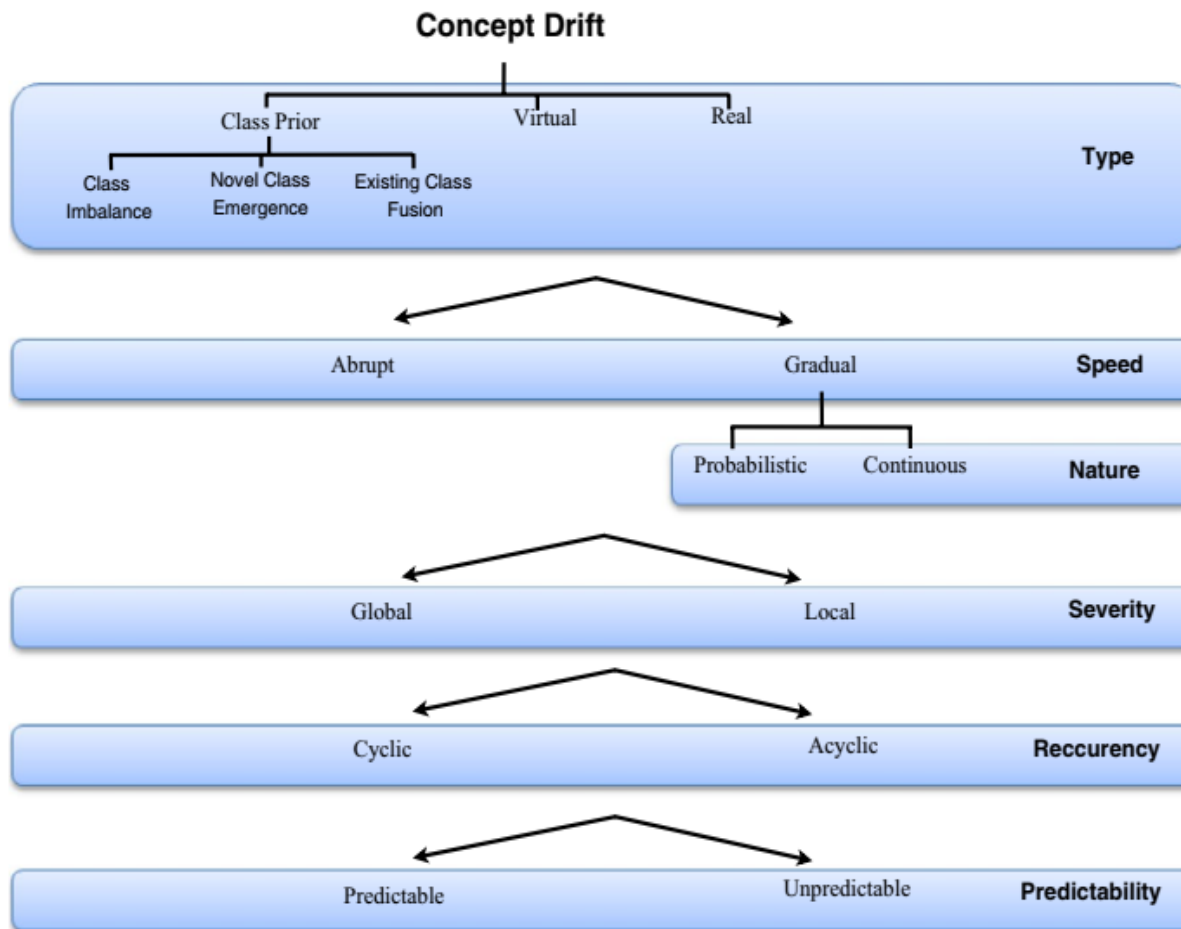 Concept Drift
Class Prior
Virtual
Real
Type
Class
Imbalance
Novel Class
Emergence
Existing Class
Fusion
Abrupt
Gradual
Speed
Probabilistic
Continuous
Nature
Global
Local
Severity
Cyclic
Acyclic
Reccurency
Predictable
Unpredictable
Predictability